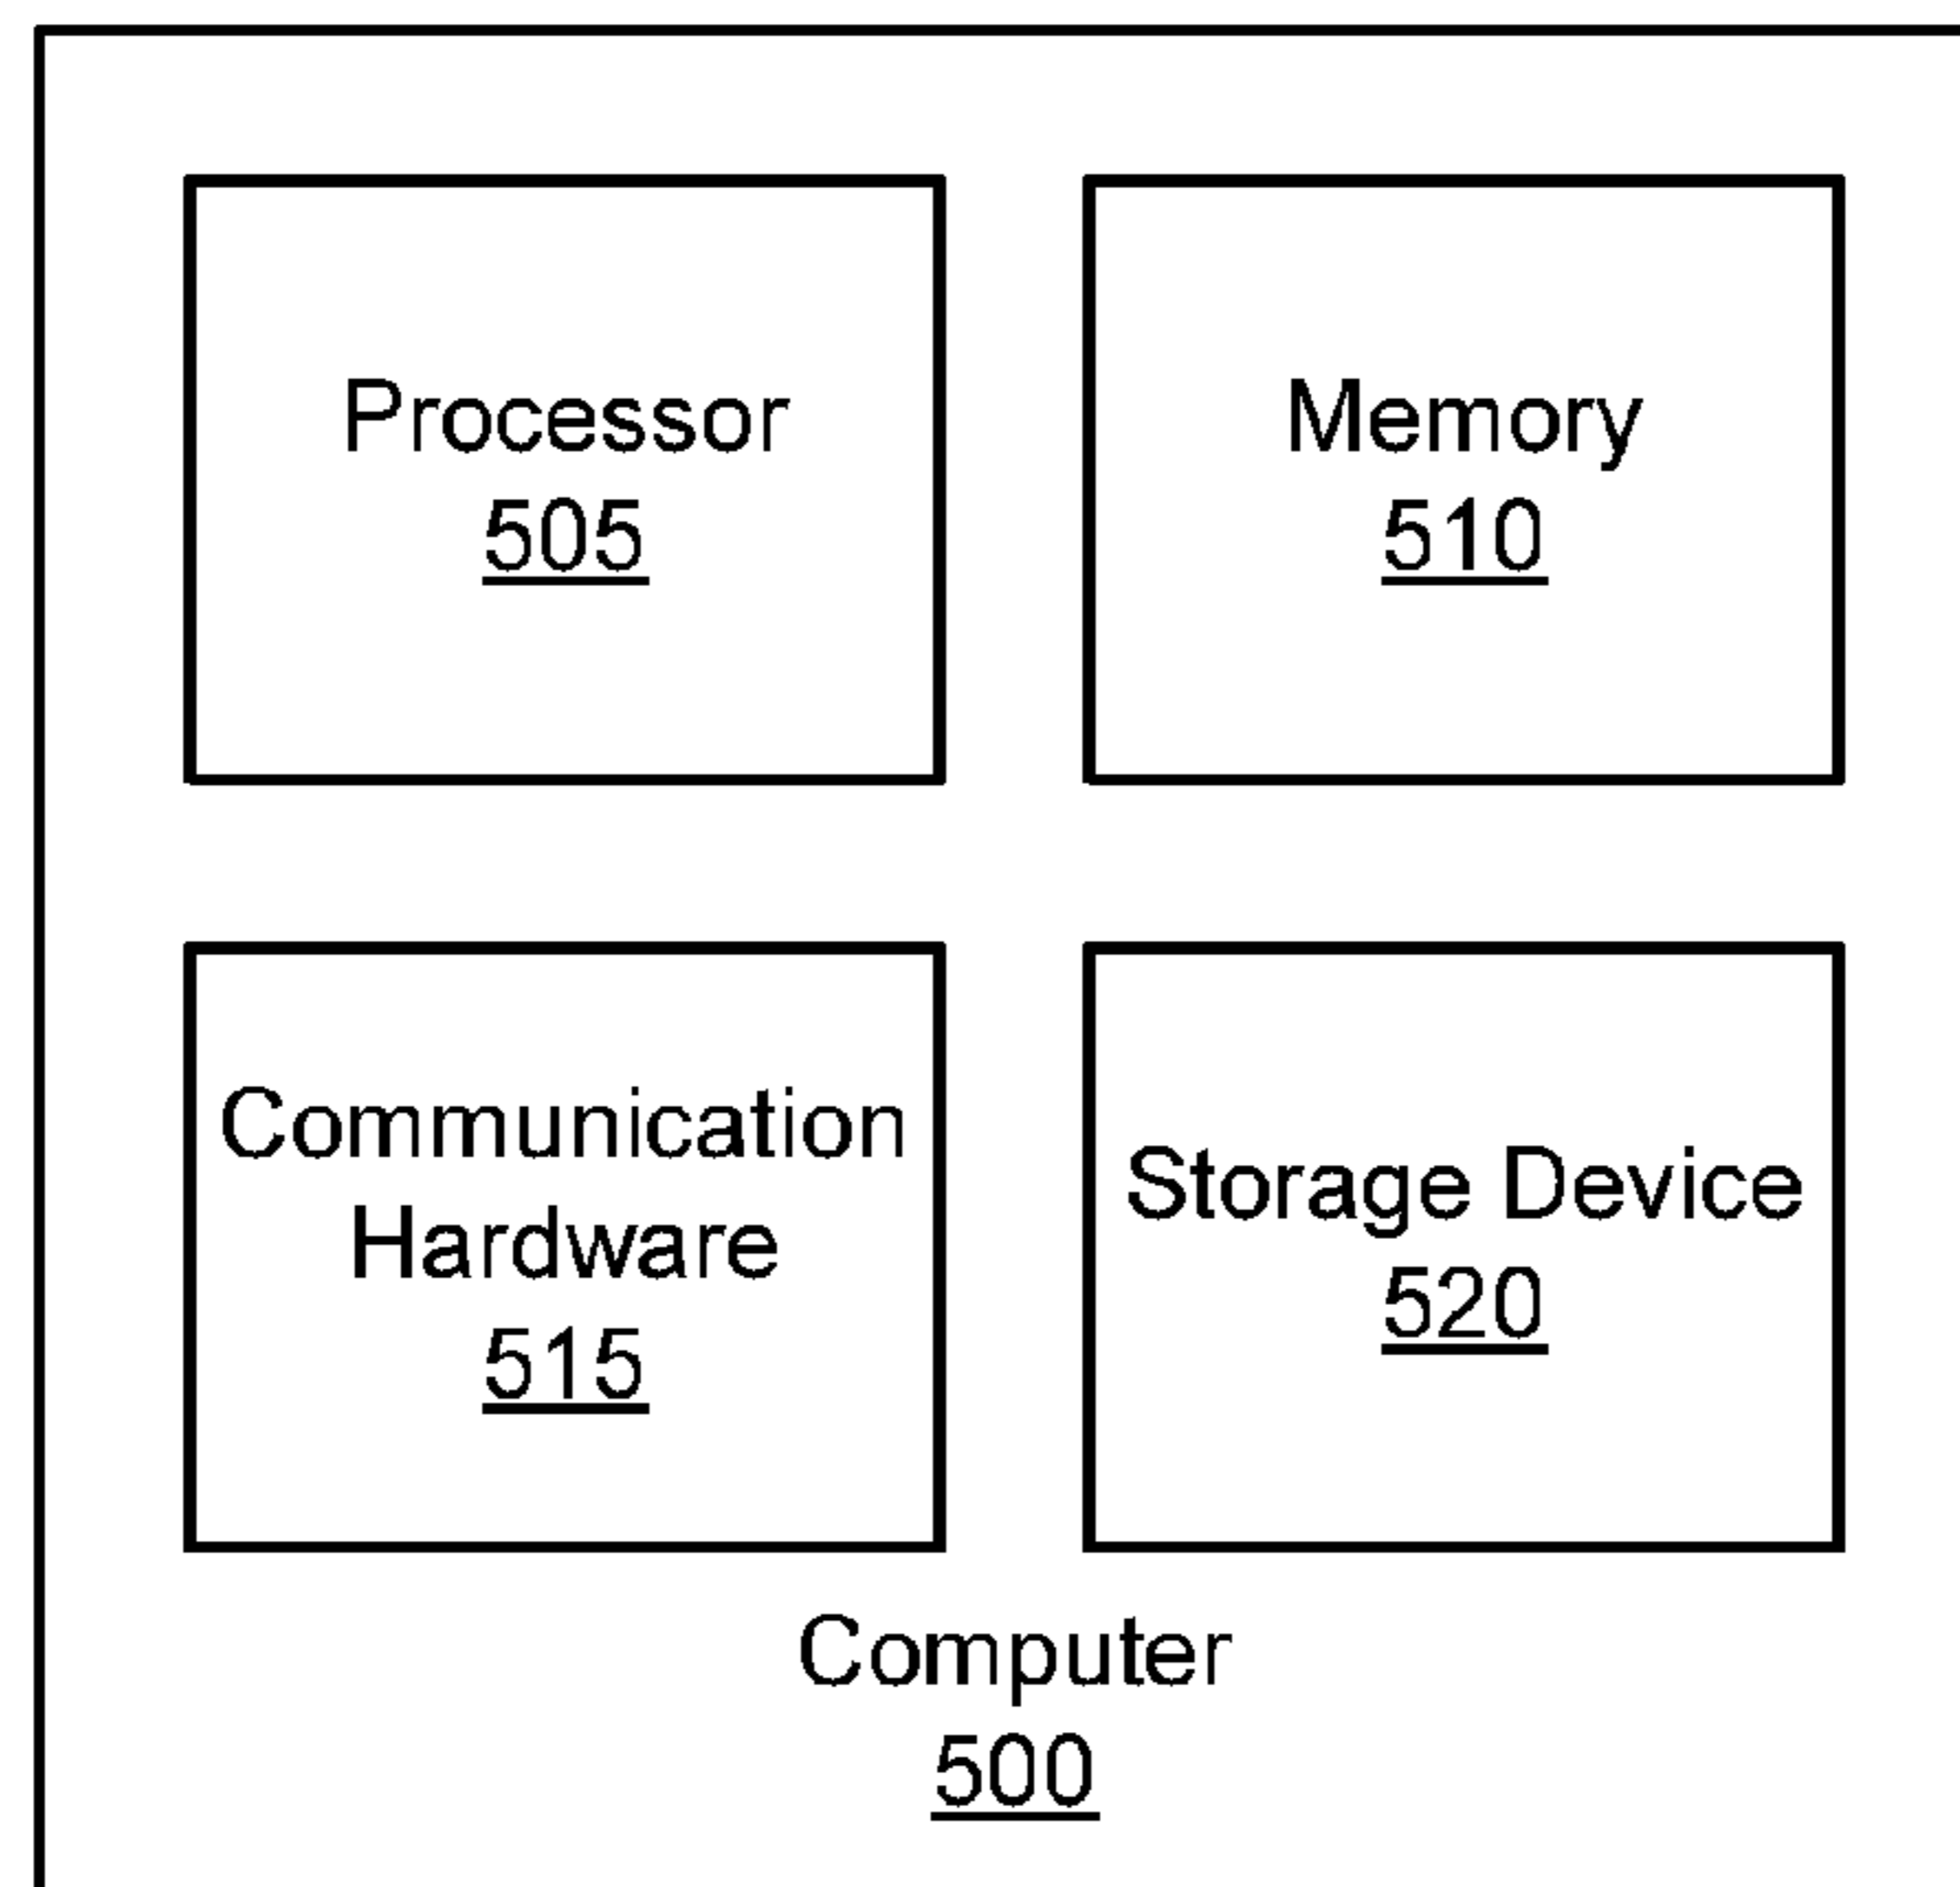 Processor
505
Memory
510
Communication
Hardware
515
Storage Device
520
Computer
500